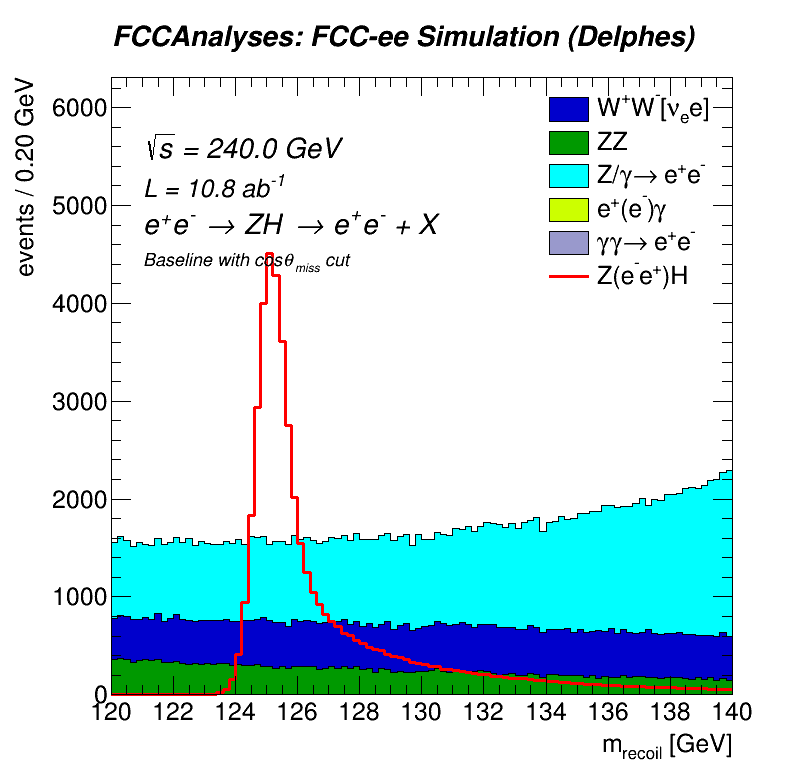 FCCAnalyses: FCC-ee Simulation (Delphes)
events / 0.20 GeV
6000
5000
4000
3000
2000
1000
0
√s = 240.0 GeV
L = 10.8 ab⁻¹
e⁺e⁻ → ZH → e⁺e⁻ + X
Baseline with cosθ_miss cut
W⁺W⁻[νₑe]
ZZ
Z/γ→ e⁺e⁻
e⁺(e⁻)γ
γγ→ e⁺e⁻
Z(e⁻e⁺)H
120 122 124 126 128 130 132 134 136 138 140
m_recoil [GeV]